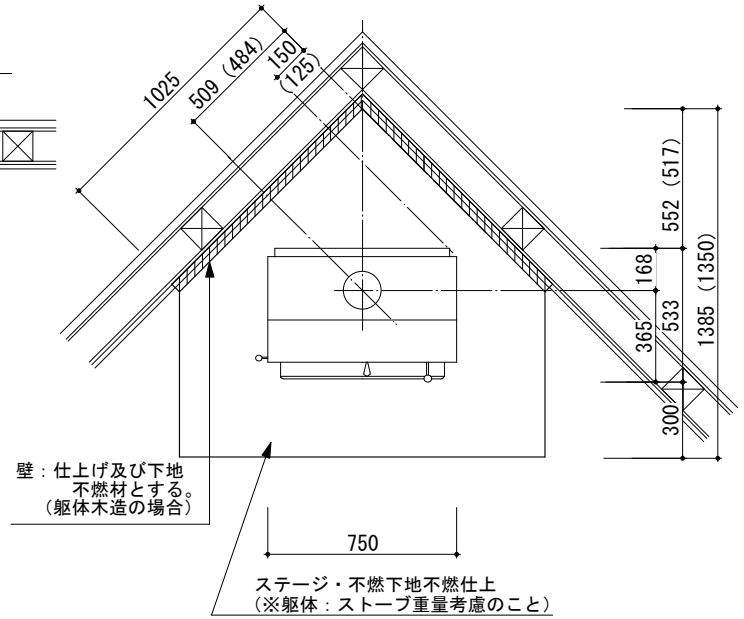 1025
509 (484)
150
(125)
552 (517)
168
365
533
1385 (1350)
300
壁：仕上げ及び下地
不燃材とする。
(躯体木造の場合)
750
ステージ・不燃下地不燃仕上
(※躯体：ストーブ重量考慮のこと)